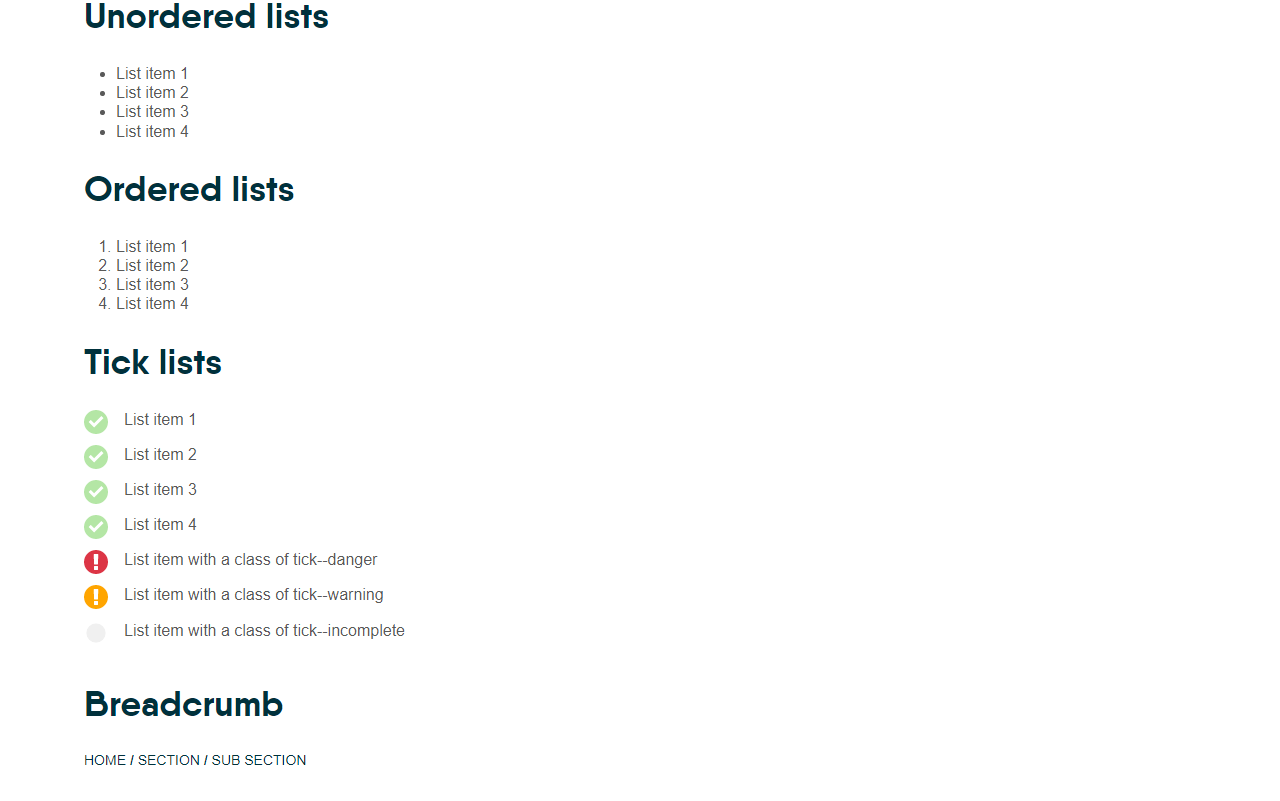 Unordered lists
List item 1
List item 2
List item 3
List item 4
Ordered lists
1. List item 1
2. List item 2
3. List item 3
4. List item 4
Tick lists
List item 1
List item 2
List item 3
List item 4
List item with a class of tick--danger
List item with a class of tick--warning
List item with a class of tick--incomplete
Breadcrumb
HOME / SECTION / SUB SECTION